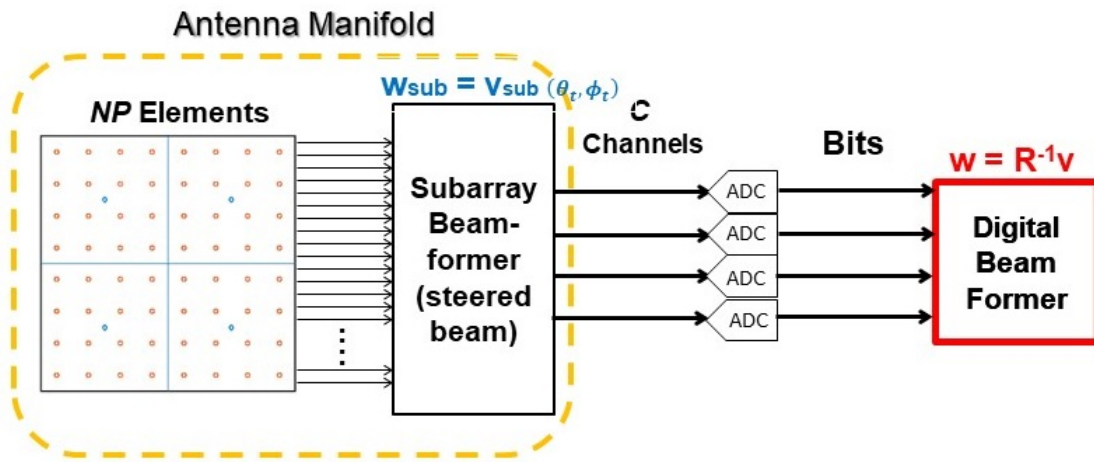 Antenna Manifold
wsub = vsub (θₜ, ϕₜ)
NP Elements
C
Channels
Bits
w = R⁻¹v
Subarray
Beam-
former
(steered
beam)
ADC
ADC
ADC
ADC
Digital
Beam
Former